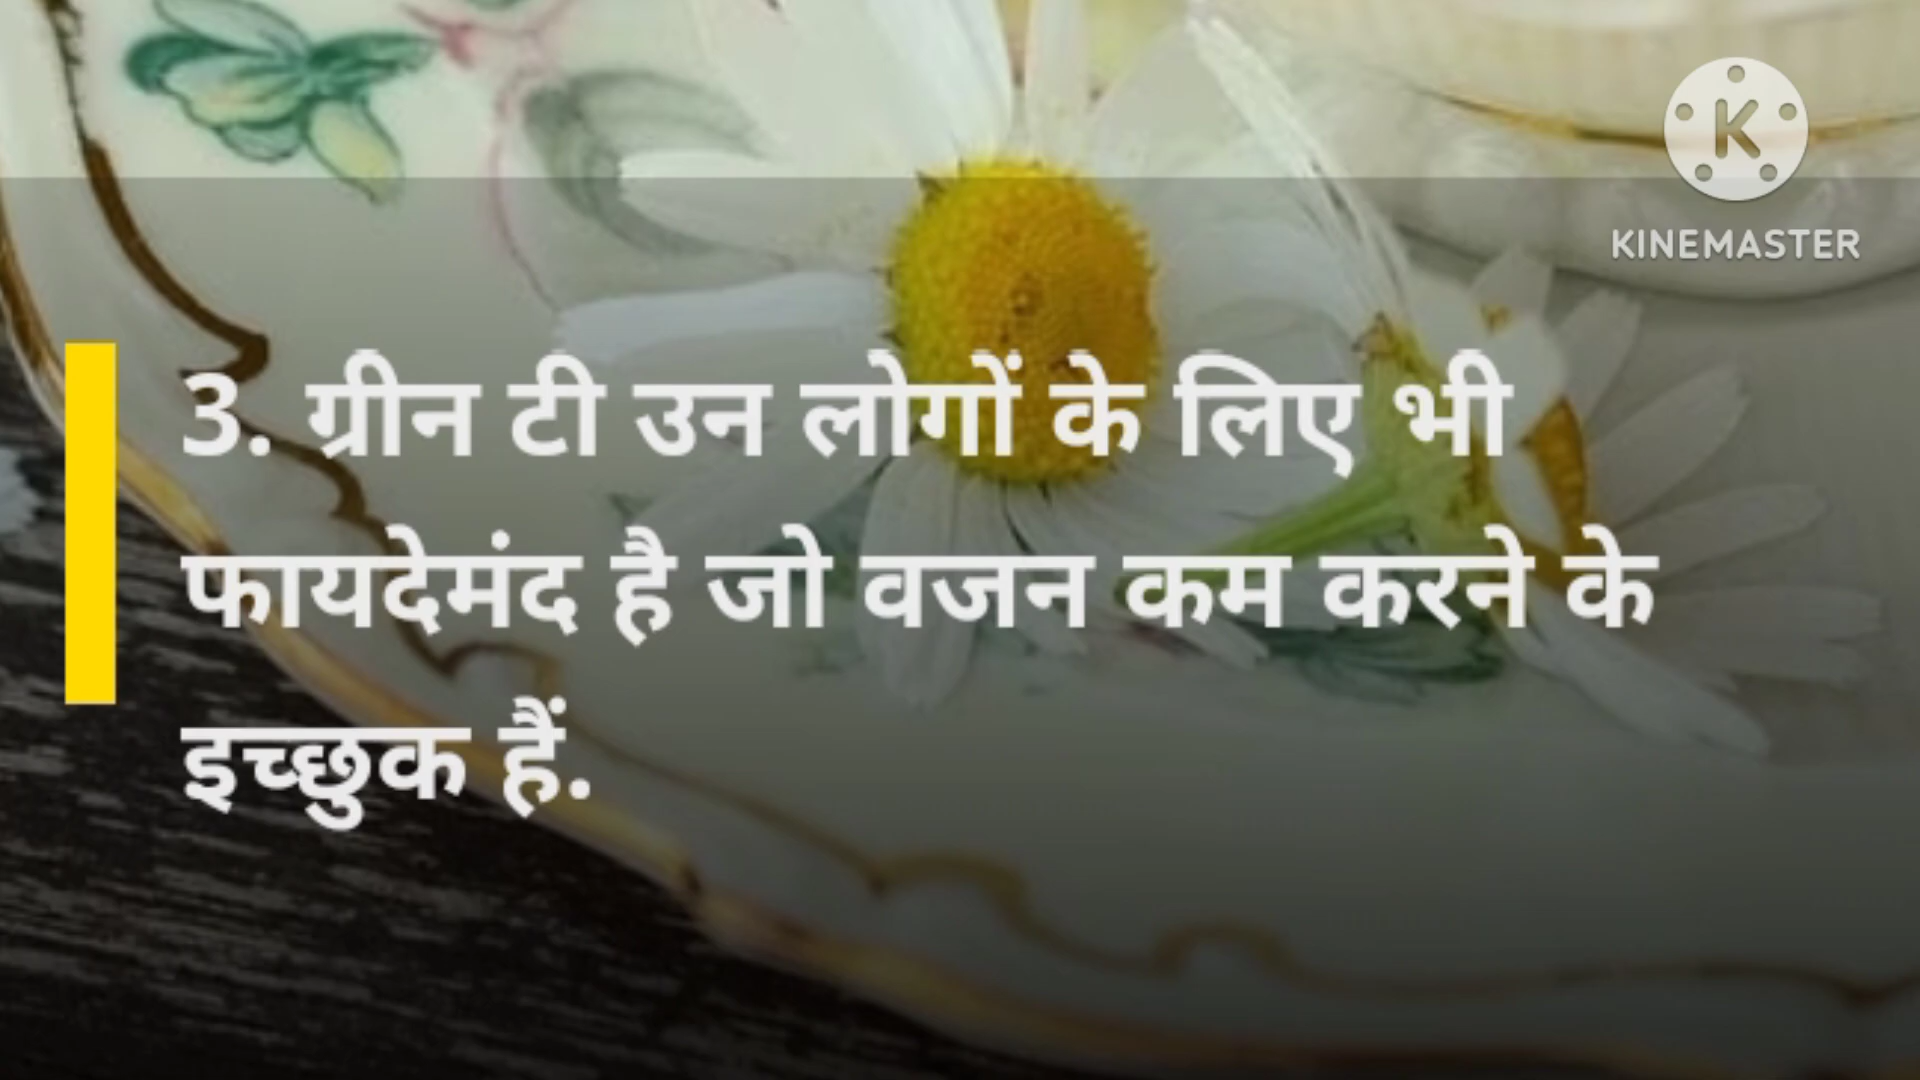 K
KINEMASTER
3. ग्रीन टी उन लोगों के लिए भी
फायदेमंद है जो वजन कम करने के
इच्छुक हैं.